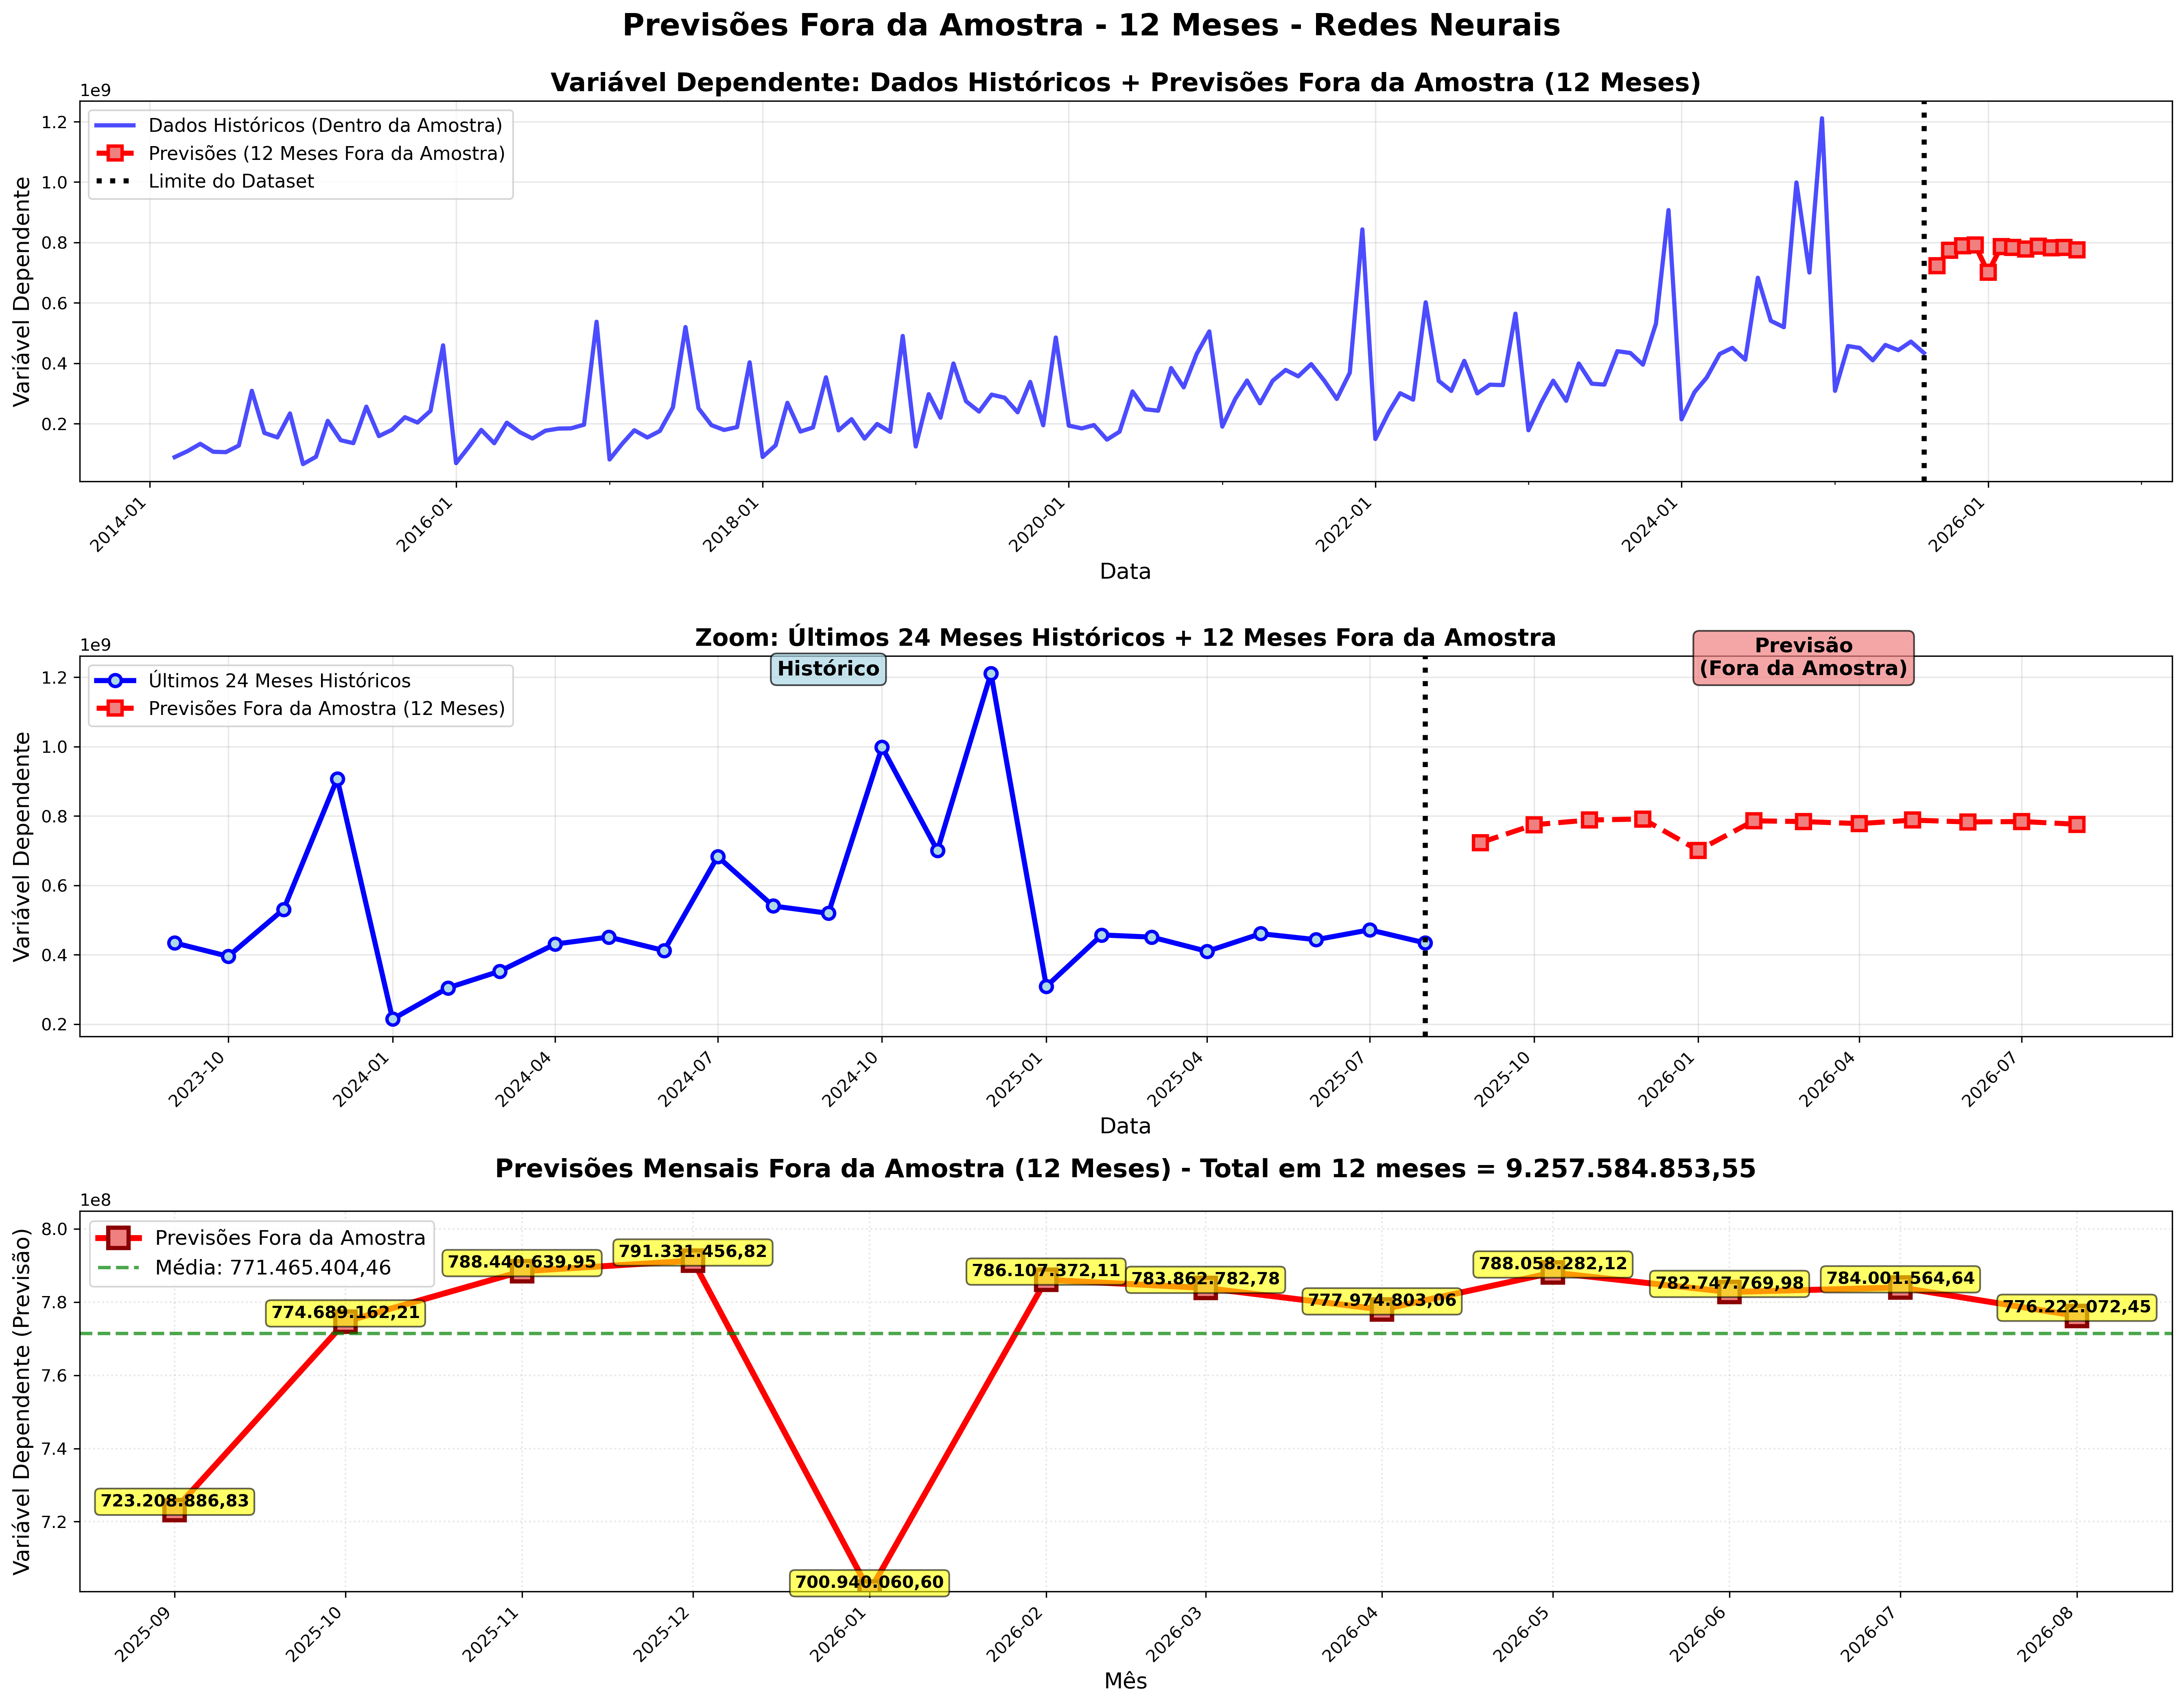 Previsões Fora da Amostra - 12 Meses - Redes Neurais
Variável Dependente: Dados Históricos + Previsões Fora da Amostra (12 Meses)
1e9
Dados Históricos (Dentro da Amostra)
Previsões (12 Meses Fora da Amostra)
Limite do Dataset
Variável Dependente
1.2
1.0
0.8
0.6
0.4
0.2
2014-01
2016-01
2018-01
2020-01
2022-01
2024-01
2026-01
Data
Zoom: Últimos 24 Meses Históricos + 12 Meses Fora da Amostra
1e9
Últimos 24 Meses Históricos
Previsões Fora da Amostra (12 Meses)
Histórico
Previsão
(Fora da Amostra)
Variável Dependente
1.2
1.0
0.8
0.6
0.4
0.2
2023-10
2024-01
2024-04
2024-07
2024-10
2025-01
2025-04
2025-07
2025-10
2026-01
2026-04
2026-07
Data
Previsões Mensais Fora da Amostra (12 Meses) - Total em 12 meses = 9.257.584.853,55
1e8
Previsões Fora da Amostra
Média: 771.465.404,46
Variável Dependente (Previsão)
8.0
7.8
7.6
7.4
7.2
723.208.886,83
774.689.162,21
788.440.639,95
791.331.456,82
700.940.060,60
786.107.372,11
783.862.782,78
777.974.803,06
788.058.282,12
782.747.769,98
784.001.564,64
776.222.072,45
2025-09
2025-10
2025-11
2025-12
2026-01
2026-02
2026-03
2026-04
2026-05
2026-06
2026-07
2026-08
Mês